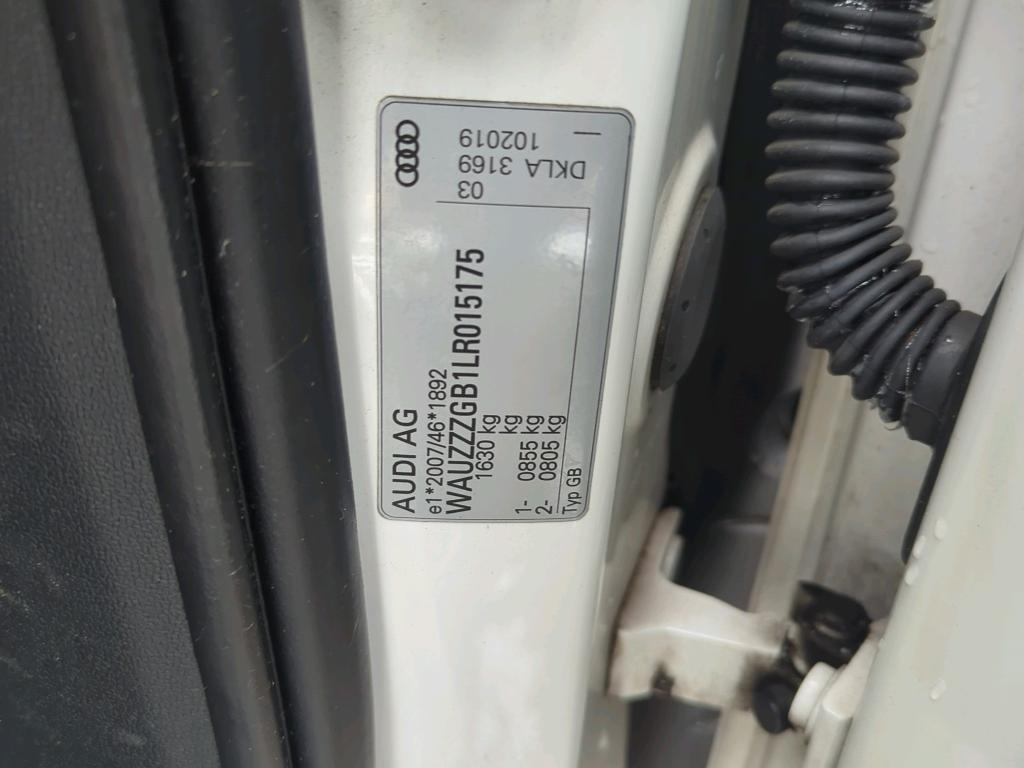 AUDI AG
e1*2007/46*1892
WAUZZZGB1LR015175
1630 kg
kg
1- 0855 kg
2- 0805 kg
Typ GB
03
DKLA 3169
102019